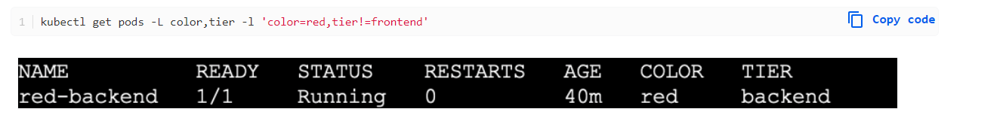 1 kubectl get pods -L color,tier -l 'color=red,tier!=frontend' Copy code
NAME READY STATUS RESTARTS AGE COLOR TIER
red-backend 1/1 Running 0 40m red backend